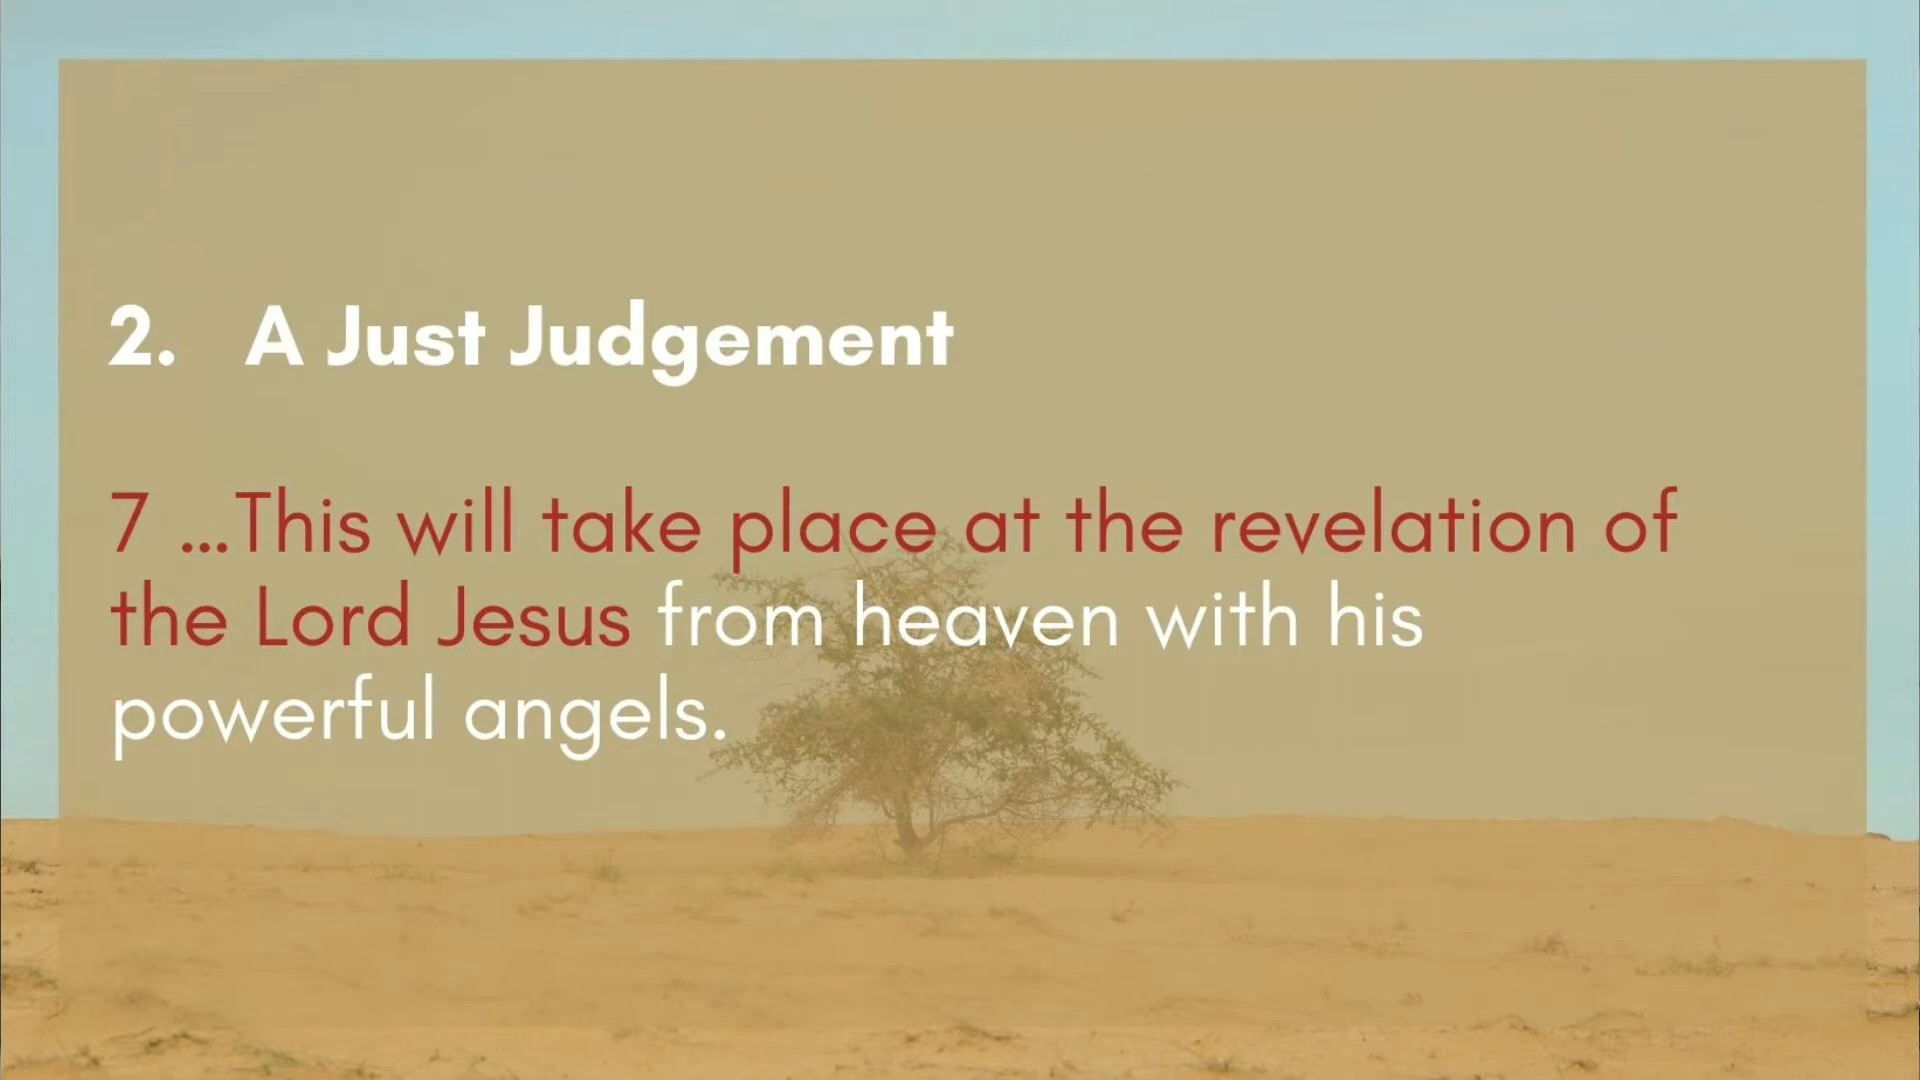 2. A Just Judgement
7 ...This will take place at the revelation of
the Lord Jesus from heaven with his
powerful angels.